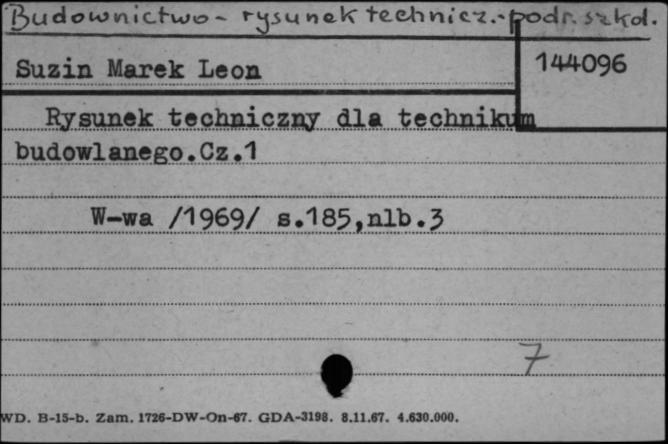 Budownictwo - rysunek technicz. - podr. szkol.
Suzin Marek Leon
144096
Rysunek techniczny dla technikum
budowlanego.Cz.1
W-wa /1969/ s.185,nlb.3
7
WD. B-15-b. Zam. 1726-DW-On-67. GDA-3198. 8.11.67. 4.630.000.